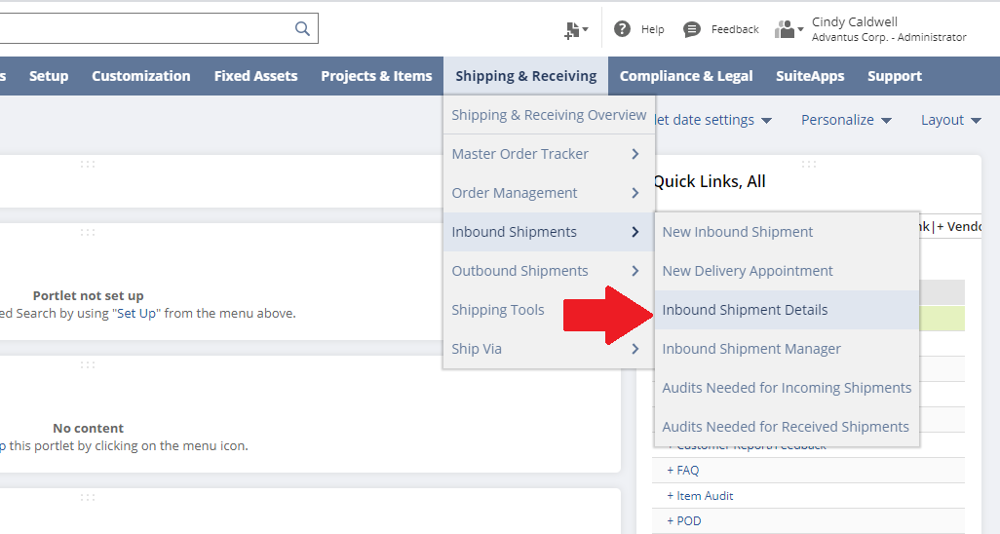 Help
Feedback
Cindy Caldwell
Advantus Corp. - Administrator
s Setup Customization Fixed Assets Projects & Items Shipping & Receiving Compliance & Legal SuiteApps Support
let date settings Personalize Layout
Shipping & Receiving Overview
Master Order Tracker
Order Management
Inbound Shipments
Outbound Shipments
Shipping Tools
Ship Via
New Inbound Shipment
New Delivery Appointment
Inbound Shipment Details
Inbound Shipment Manager
Audits Needed for Incoming Shipments
Audits Needed for Received Shipments
Portlet not set up
ed Search by using "Set Up" from the menu above.
No content
p this portlet by clicking on the menu icon.
Quick Links, All
nk|+ Vendo
+ Customer Report/Feedback
+ FAQ
+ Item Audit
+ POD